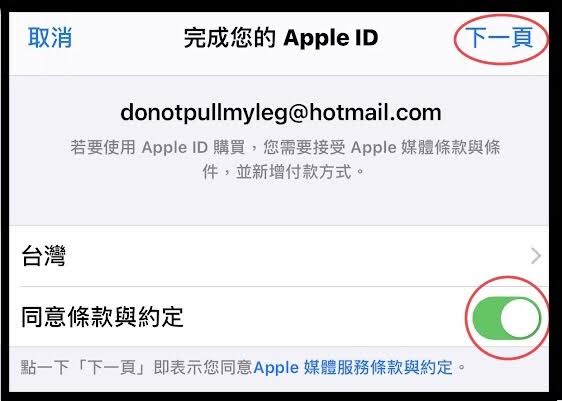 取消 完成您的 Apple ID 下一頁
donotpullmyleg@hotmail.com
若要使用 Apple ID 購買，您需要接受 Apple 媒體條款與條
件，並新增付款方式。
台灣
同意條款與約定
點一下「下一頁」即表示您同意Apple 媒體服務條款與約定。